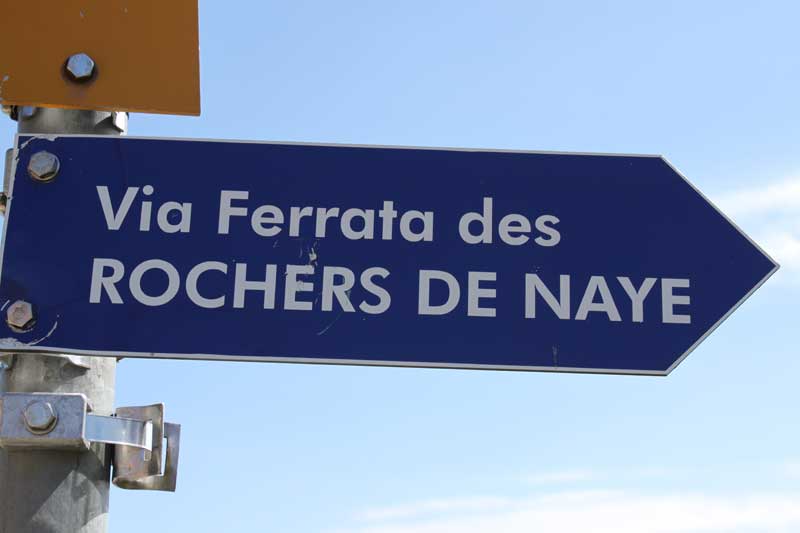 Via Ferrata des
ROCHERS DE NAYE